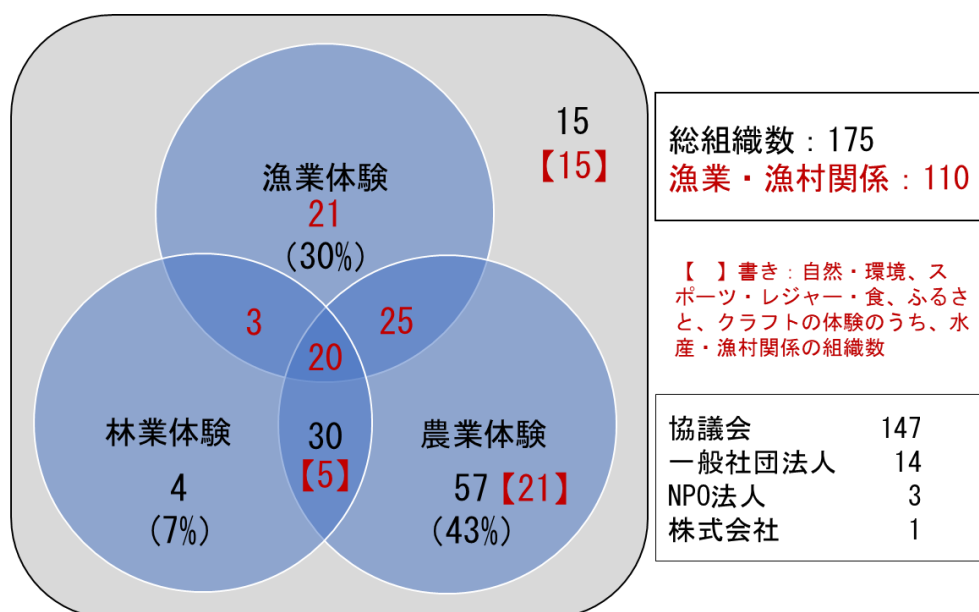 15
【15】
漁業体験
21
(30%)
3
25
20
林業体験
4
(7%)
30
【5】
農業体験
57【21】
(43%)
総組織数：175
漁業・漁村関係：110
【　】書き：自然・環境、ス
ポーツ・レジャー・食、ふるさ
と、クラフトの体験のうち、水
産・漁村関係の組織数
協議会 147
一般社団法人 14
NPO法人 3
株式会社 1